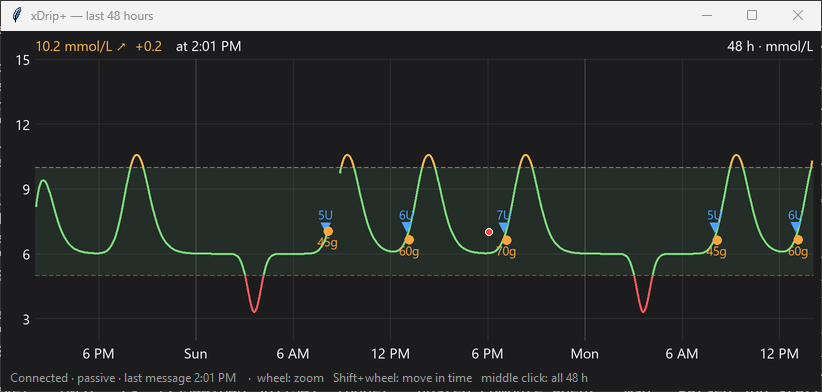 xDrip+ — last 48 hours
10.2 mmol/L ↗ +0.2 at 2:01 PM 48 h · mmol/L
15
12
9
6
3
5U 6U 7U 5U 6U
45g 60g 70g 45g 60g
6 PM Sun 6 AM 12 PM 6 PM Mon 6 AM 12 PM
Connected · passive · last message 2:01 PM · wheel: zoom Shift+wheel: move in time middle click: all 48 h